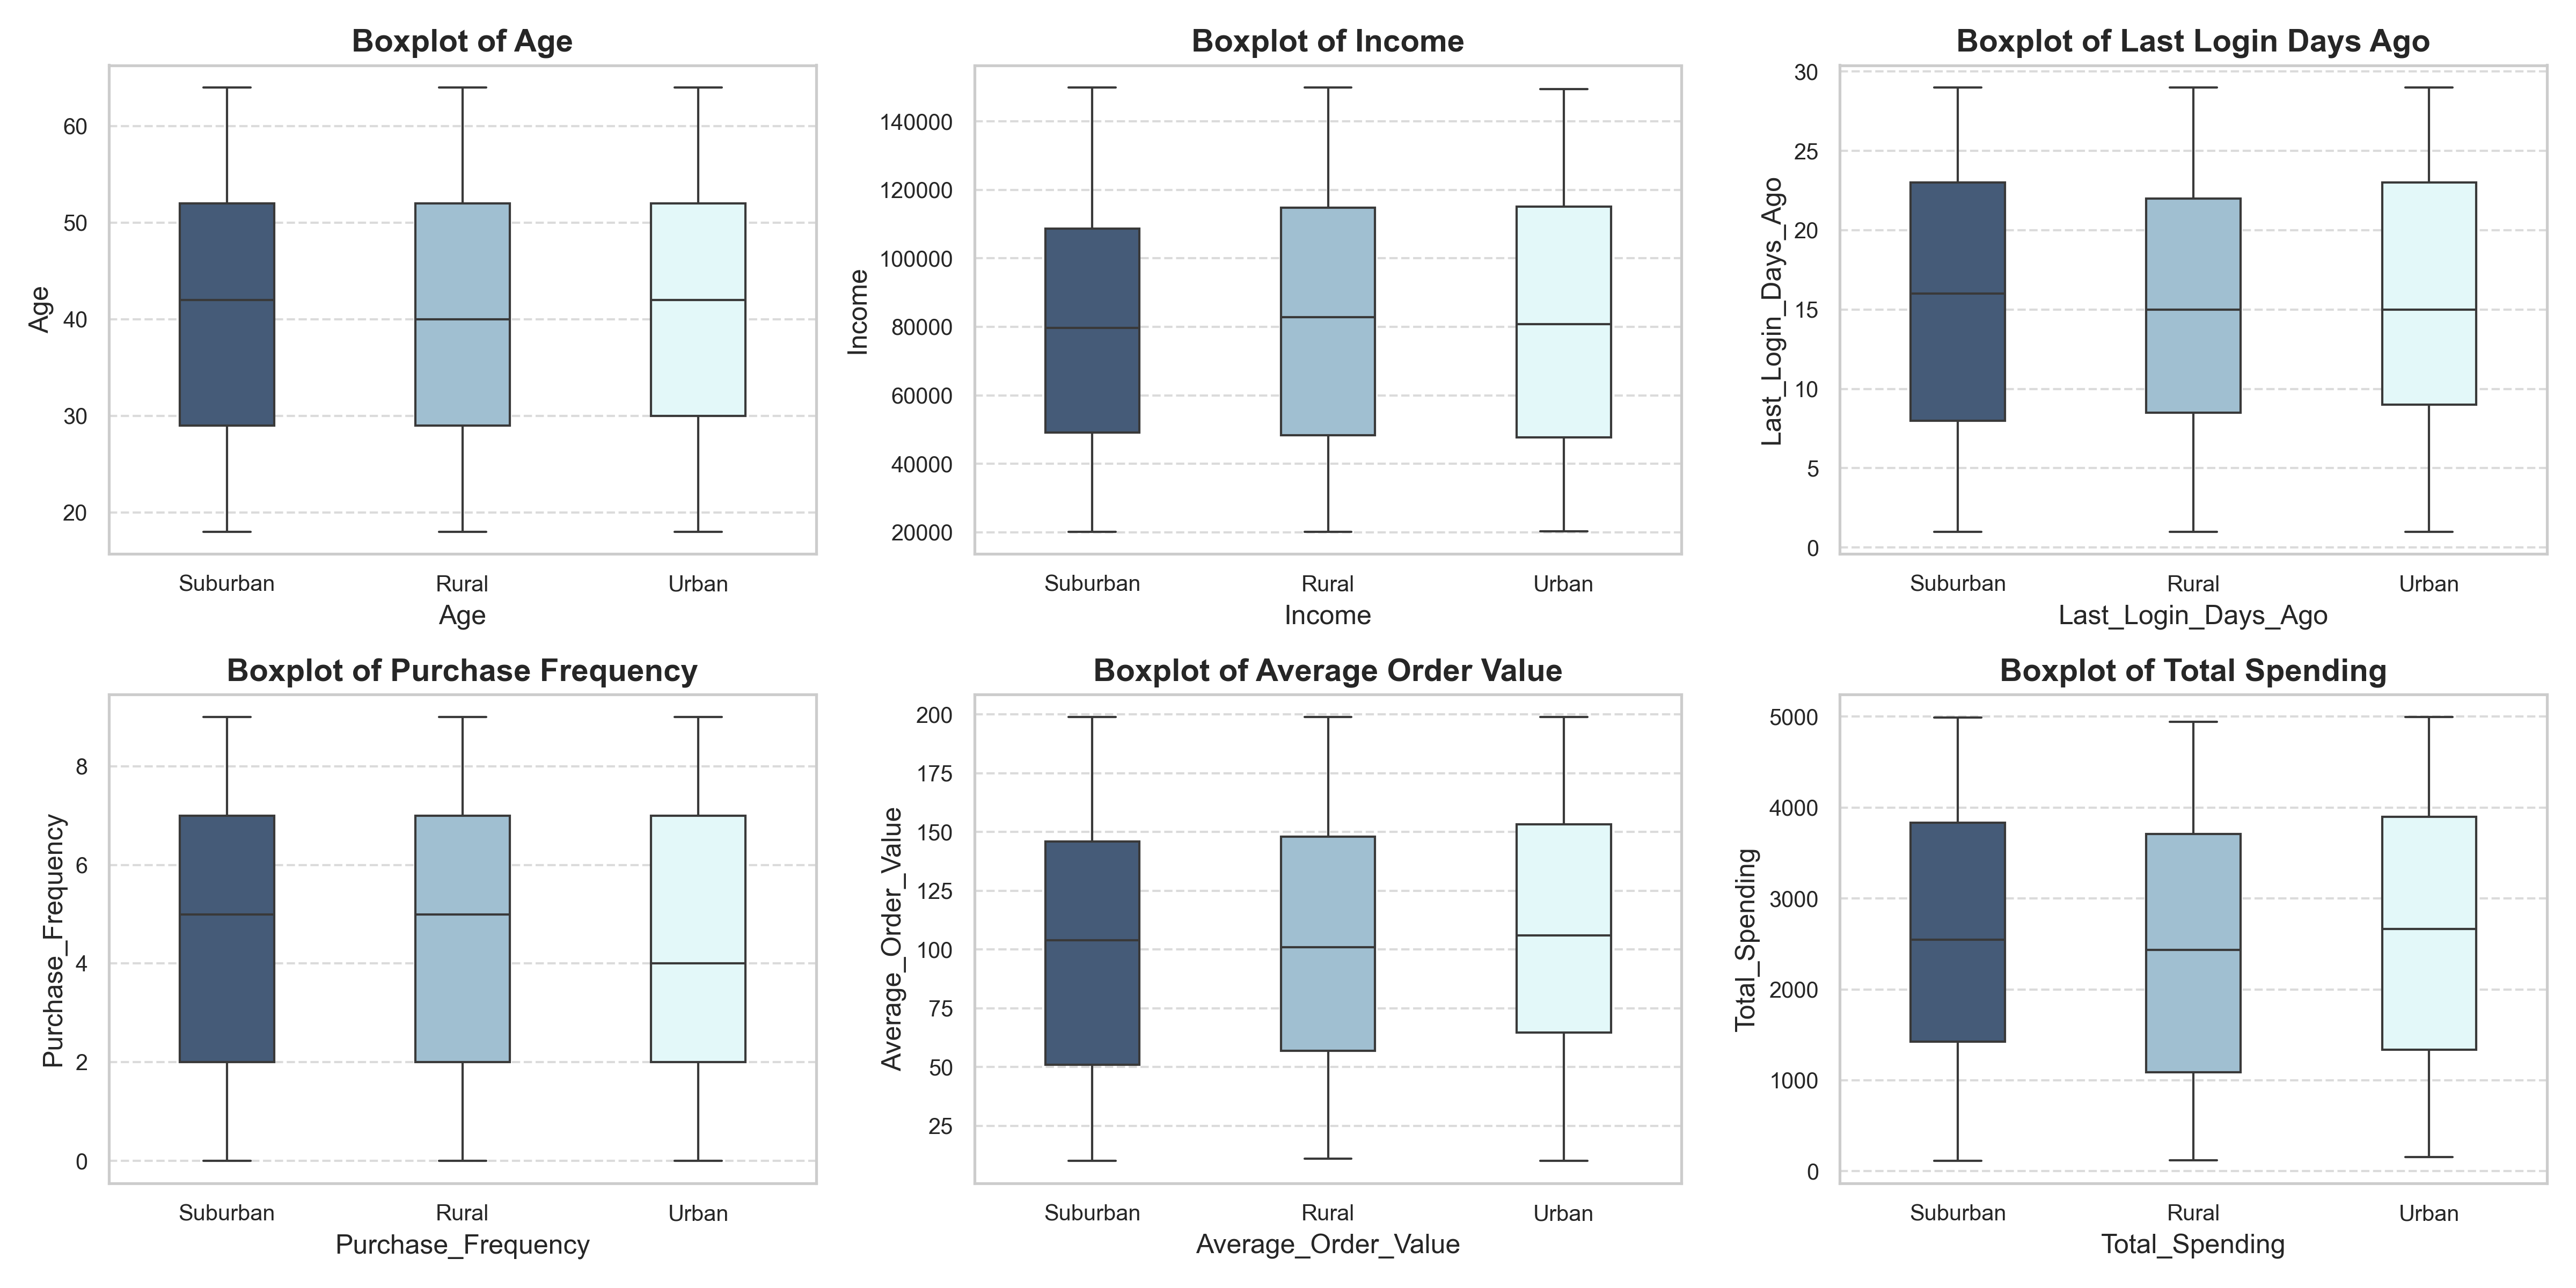 Boxplot of Age
60
50
40
30
20
Age
Suburban Rural Urban
Age
Boxplot of Income
140000
120000
100000
80000
60000
40000
20000
Income
Suburban Rural Urban
Income
Boxplot of Last Login Days Ago
30
25
20
15
10
5
0
Last_Login_Days_Ago
Suburban Rural Urban
Last_Login_Days_Ago
Boxplot of Purchase Frequency
8
6
4
2
0
Purchase_Frequency
Suburban Rural Urban
Purchase_Frequency
Boxplot of Average Order Value
200
175
150
125
100
75
50
25
Average_Order_Value
Suburban Rural Urban
Average_Order_Value
Boxplot of Total Spending
5000
4000
3000
2000
1000
0
Total_Spending
Suburban Rural Urban
Total_Spending